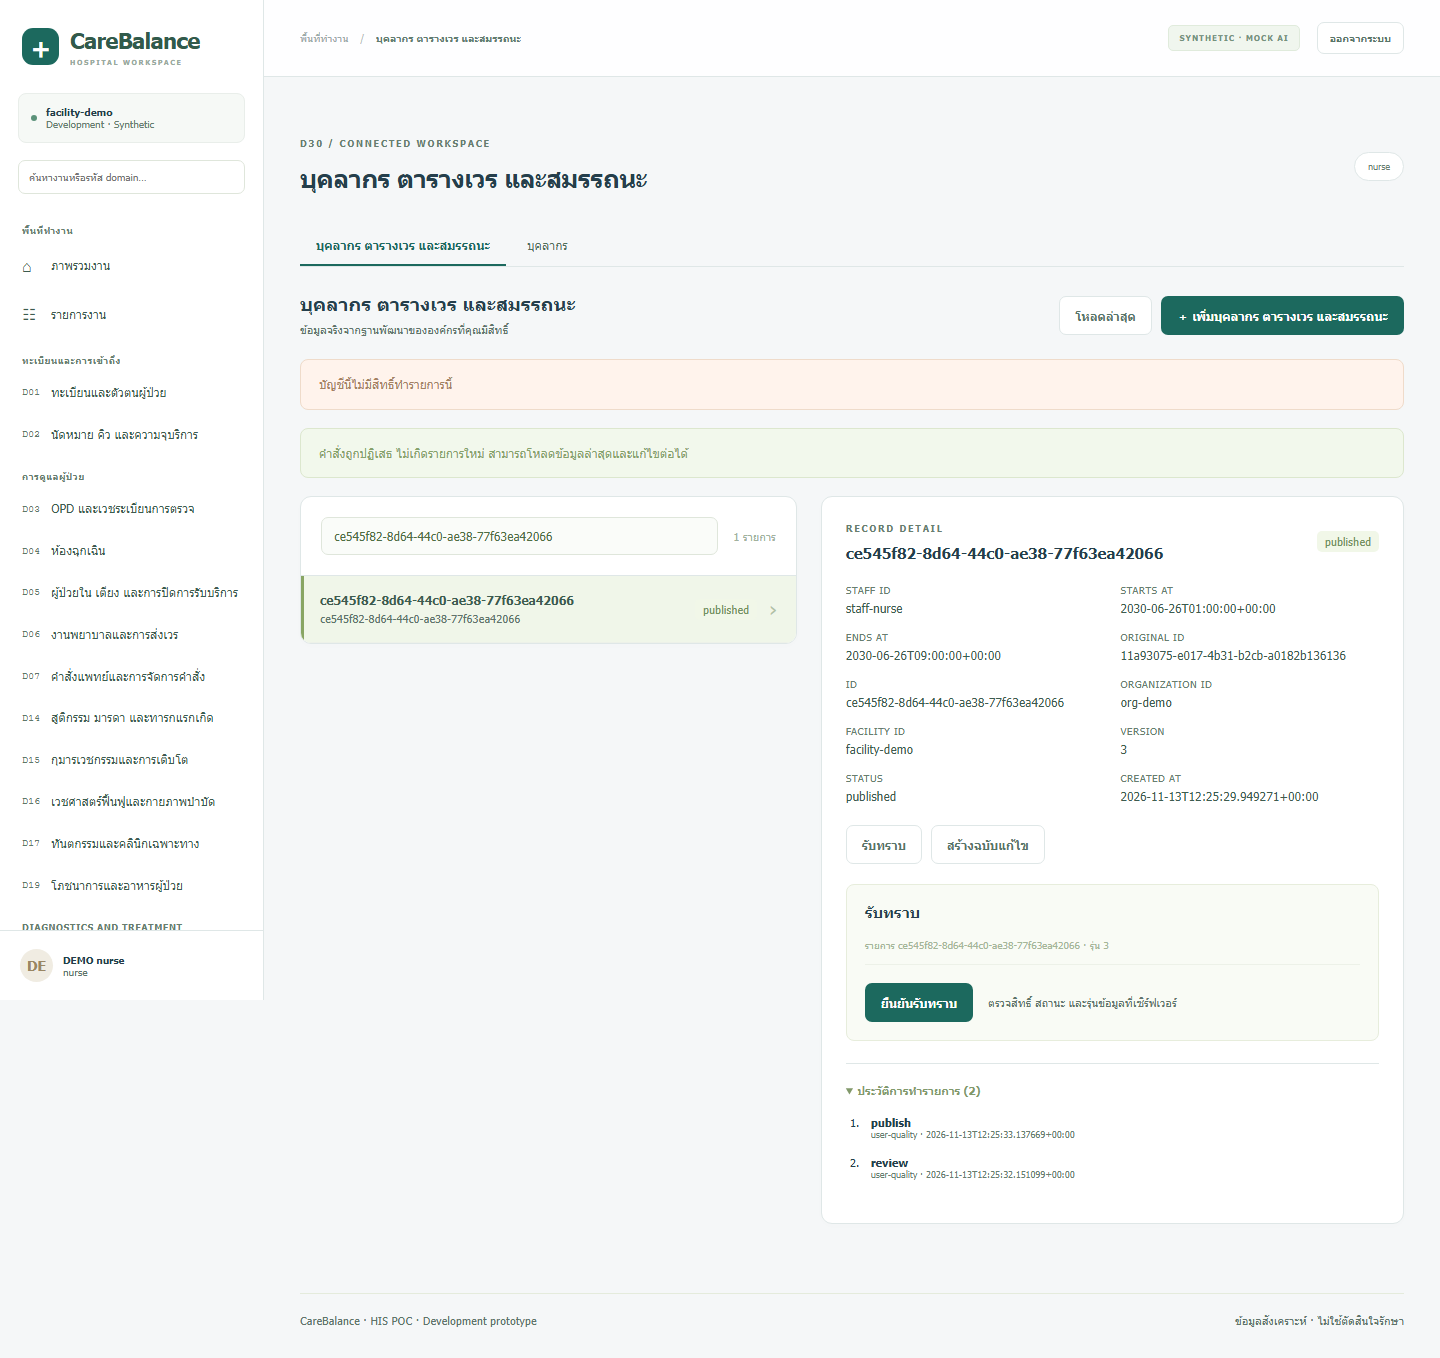 CareBalance
HOSPITAL WORKSPACE
facility-demo
Development · Synthetic
ค้นหางานหรือรหัส domain...
พื้นที่ทำงาน
ภาพรวมงาน
รายการงาน
ทะเบียนและการเข้าถึง
D01 ทะเบียนและตัวตนผู้ป่วย
D02 นัดหมาย คิว และความจุบริการ
การดูแลผู้ป่วย
D03 OPD และเวชระเบียนการตรวจ
D04 ห้องฉุกเฉิน
D05 ผู้ป่วยใน เตียง และการปิดการรับบริการ
D06 งานพยาบาลและการส่งเวร
D07 คำสั่งแพทย์และการจัดการคำสั่ง
D14 สูติกรรม มารดา และทารกแรกเกิด
D15 กุมารเวชกรรมและการเติบโต
D16 เวชศาสตร์ฟื้นฟูและกายภาพบำบัด
D17 ทันตกรรมและคลินิกเฉพาะทาง
D19 โภชนาการและอาหารผู้ป่วย
DIAGNOSTICS AND TREATMENT
DE
DEMO nurse
nurse
พื้นที่ทำงาน / บุคลากร ตารางเวร และสมรรถนะ
SYNTHETIC · MOCK AI
ออกจากระบบ
D30 / CONNECTED WORKSPACE
บุคลากร ตารางเวร และสมรรถนะ
nurse
บุคลากร ตารางเวร และสมรรถนะ
บุคลากร
บุคลากร ตารางเวร และสมรรถนะ
ข้อมูลจริงจากฐานพัฒนาขององค์กรที่คุณมีสิทธิ์
โหลดล่าสุด
+ เพิ่มบุคลากร ตารางเวร และสมรรถนะ
บัญชีนี้ไม่มีสิทธิ์ทำรายการนี้
คำสั่งถูกปฏิเสธ ไม่เกิดรายการใหม่ สามารถโหลดข้อมูลล่าสุดและแก้ไขต่อได้
ce545f82-8d64-44c0-ae38-77f63ea42066
1 รายการ
ce545f82-8d64-44c0-ae38-77f63ea42066
ce545f82-8d64-44c0-ae38-77f63ea42066
published
RECORD DETAIL
ce545f82-8d64-44c0-ae38-77f63ea42066
published
STAFF ID
staff-nurse
STARTS AT
2030-06-26T01:00:00+00:00
ENDS AT
2030-06-26T09:00:00+00:00
ORIGINAL ID
11a93075-e017-4b31-b2cb-a0182b136136
ID
ce545f82-8d64-44c0-ae38-77f63ea42066
ORGANIZATION ID
org-demo
FACILITY ID
facility-demo
VERSION
3
STATUS
published
CREATED AT
2026-11-13T12:25:29.949271+00:00
รับทราบ
สร้างฉบับแก้ไข
รับทราบ
รายการ ce545f82-8d64-44c0-ae38-77f63ea42066 · รุ่น 3
ยืนยันรับทราบ
ตรวจสิทธิ์ สถานะ และรุ่นข้อมูลที่เซิร์ฟเวอร์
▼ ประวัติการทำรายการ (2)
1. publish
user-quality · 2026-11-13T12:25:33.137669+00:00
2. review
user-quality · 2026-11-13T12:25:32.151099+00:00
CareBalance · HIS POC · Development prototype
ข้อมูลสังเคราะห์ · ไม่ใช้ตัดสินใจรักษา